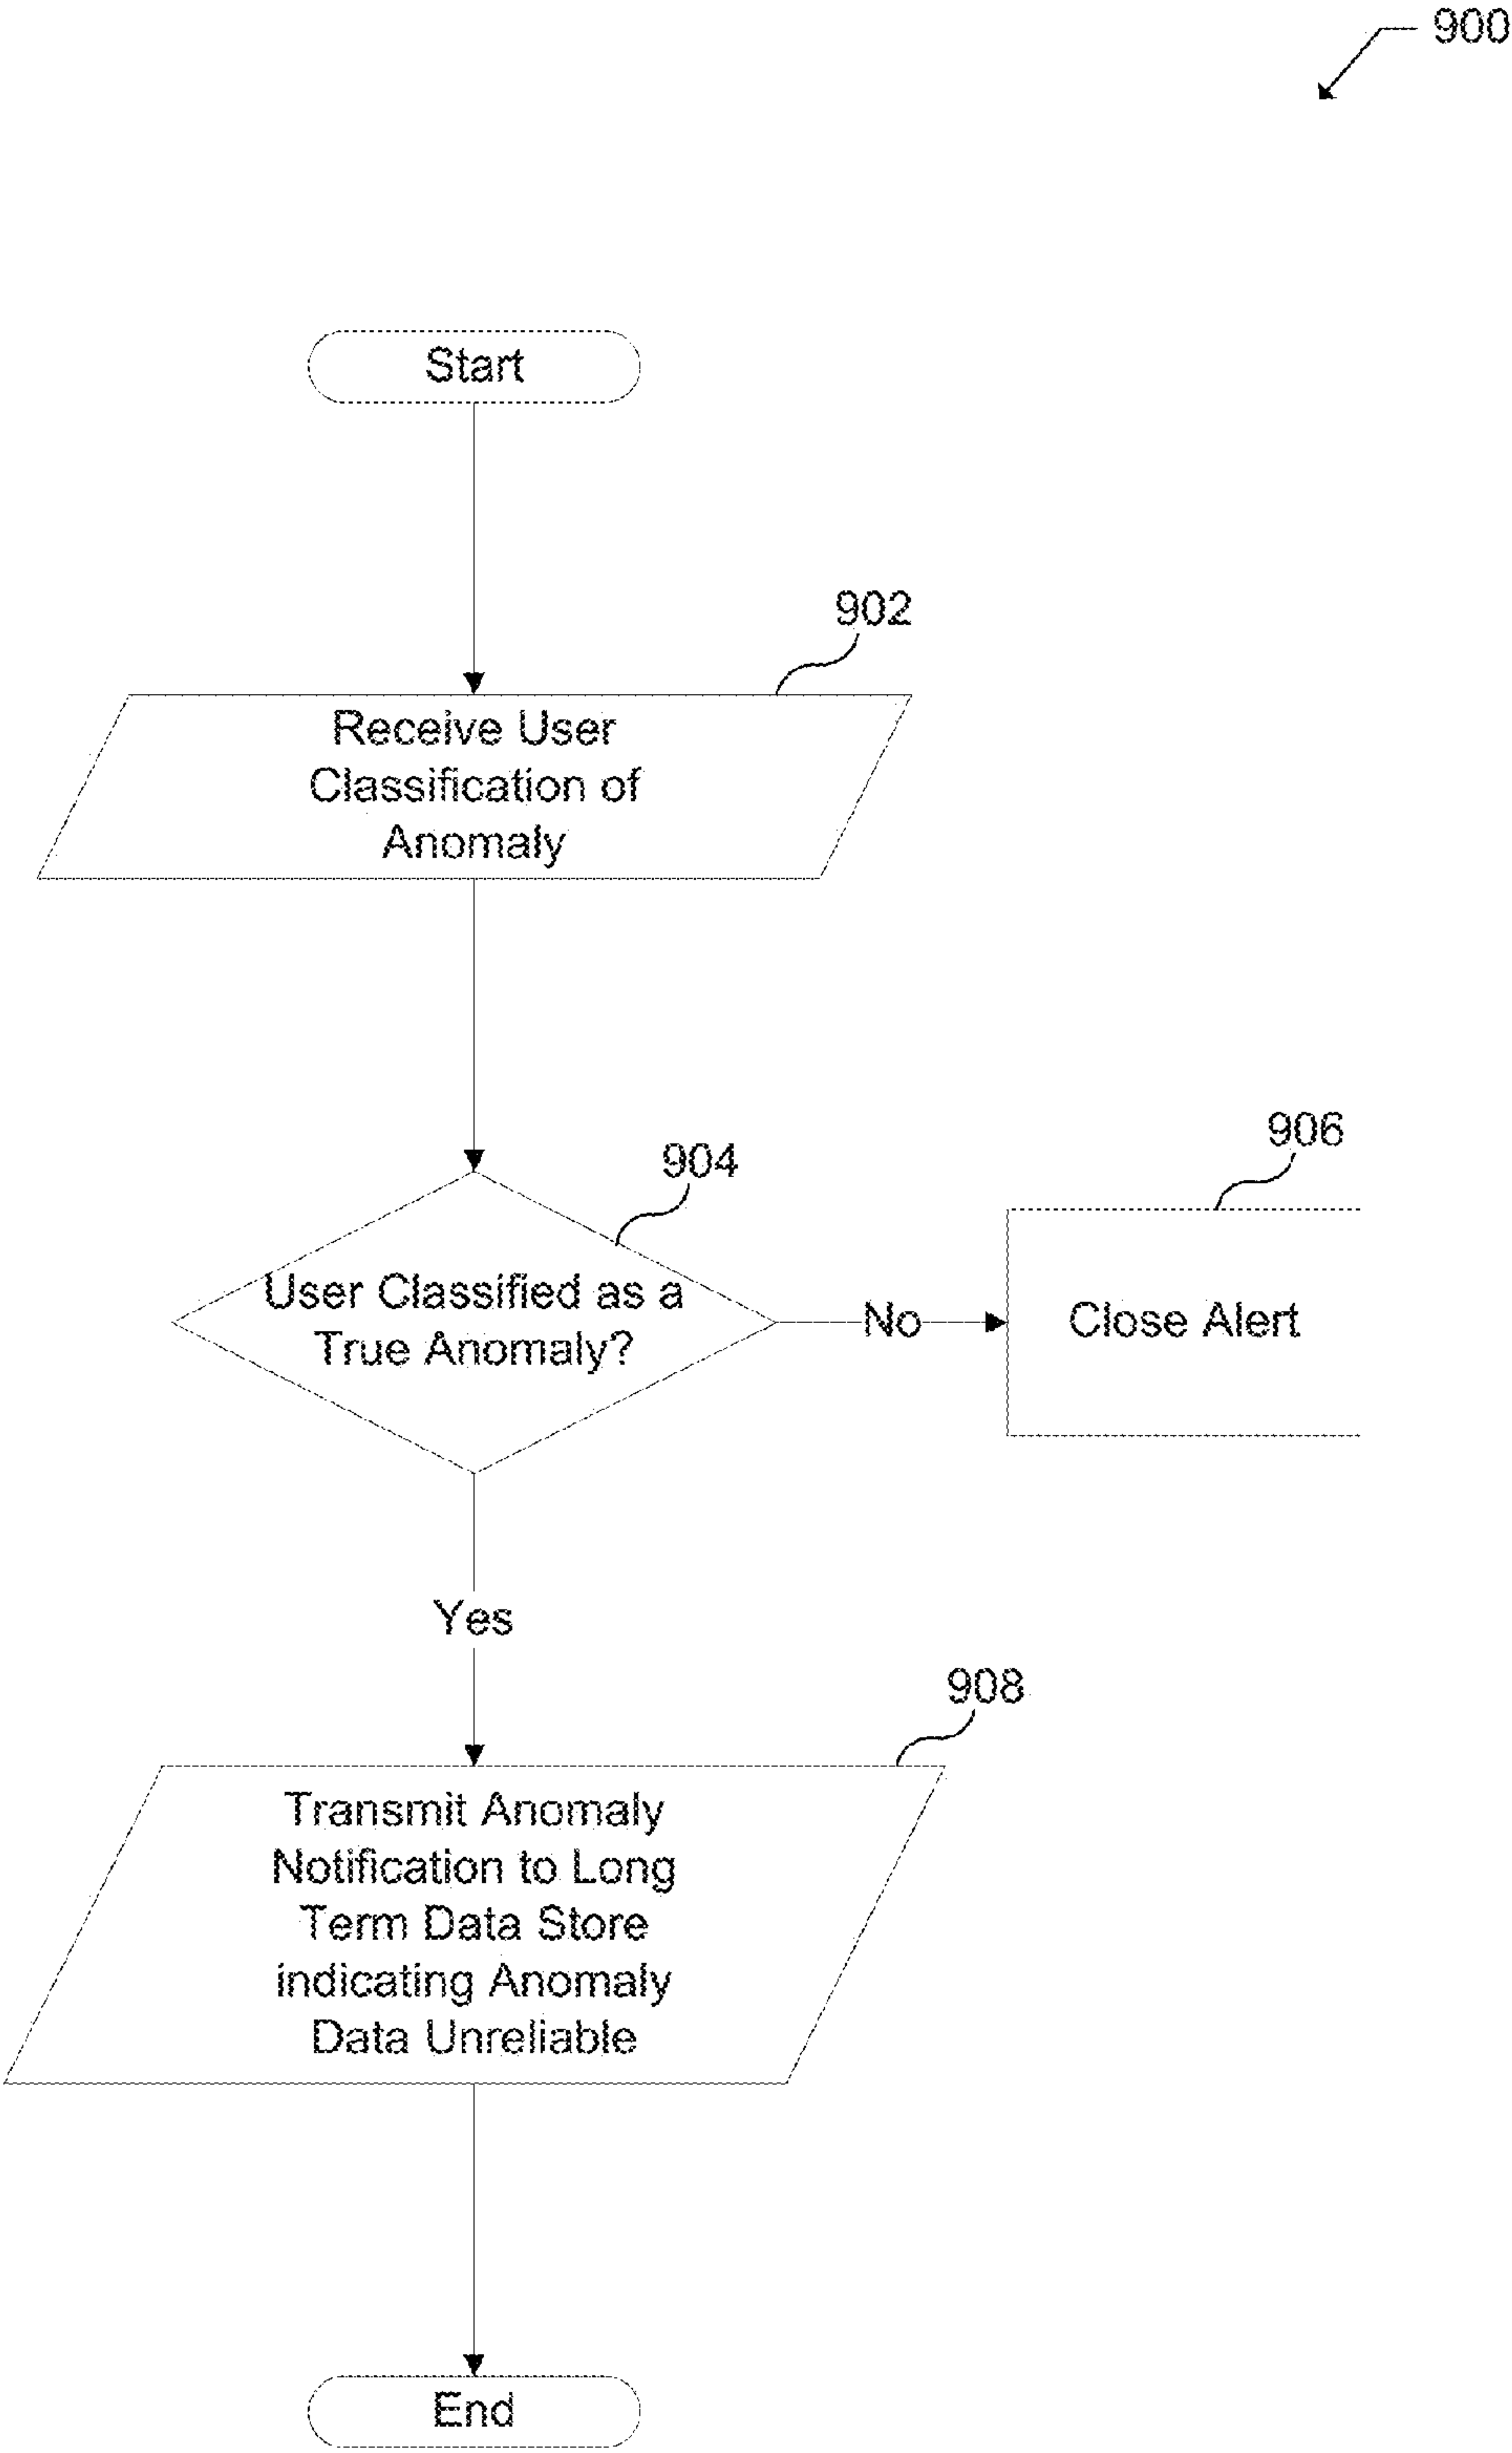 900
Start
902
Receive User
Classification of
Anomaly
904
User Classified as a
True Anomaly?
No
906
Close Alert
Yes
908
Transmit Anomaly
Notification to Long
Term Data Store
indicating Anomaly
Data Unreliable
End